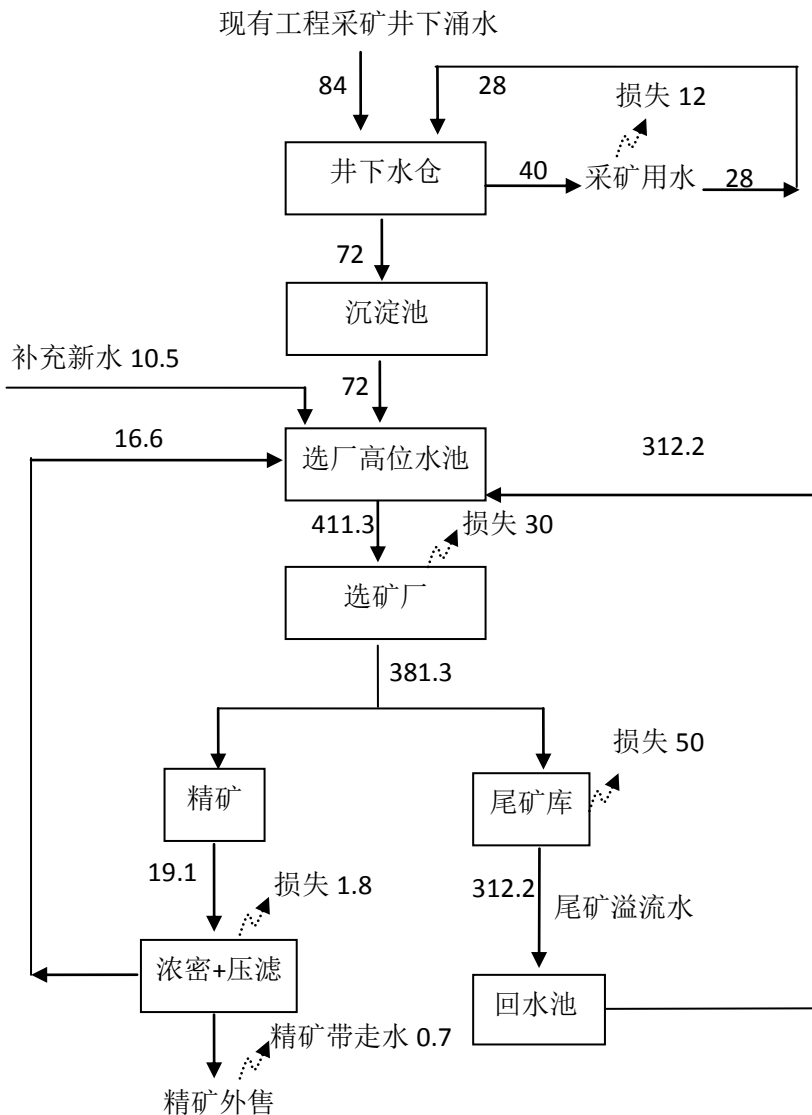 现有工程采矿井下涌水
84
28
损失 12
井下水仓
40
采矿用水
28
72
沉淀池
补充新水 10.5
72
16.6
选厂高位水池
312.2
411.3
损失 30
选矿厂
381.3
损失 50
精矿
尾矿库
19.1
损失 1.8
312.2
尾矿溢流水
浓密+压滤
回水池
精矿带走水 0.7
精矿外售